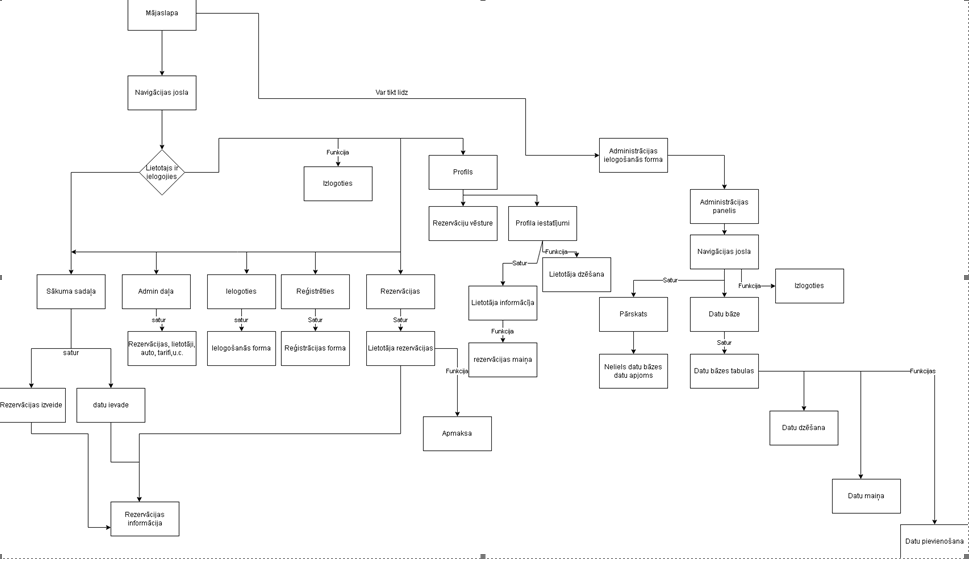 Mājaslapa
Navigācijas josla
Var tikt līdz
Lietotājs ir
ielogojies
Funkcija
Izlogoties
Profils
Administrācijas
ielogošanās forma
Rezervāciju vēsture
Profila iestatījumi
Administrācijas
panelis
Navigācijas josla
Satur
Funkcija
Lietotāja dzēšana
Sākuma sadaļa
Admin daļa
Ielogoties
Reģistrēties
Rezervācijas
Lietotāja informācija
Satur
Funkcija
Izlogoties
Pārskats
Datu bāze
satur
satur
Satur
Satur
Funkcija
Satur
Rezervācijas, lietotāji,
auto, tarifi,u.c.
Ielogošanās forma
Reģistrācijas forma
Lietotāja rezervācijas
rezervācijas maiņa
satur
Neliels datu bāzes
datu apjoms
Datu bāzes tabulas
Funkcija
Funkcijas
Rezervācijas izveide
datu ievade
Apmaksa
Datu dzēšana
Datu maiņa
Rezervācijas
informācija
Datu pievienošana